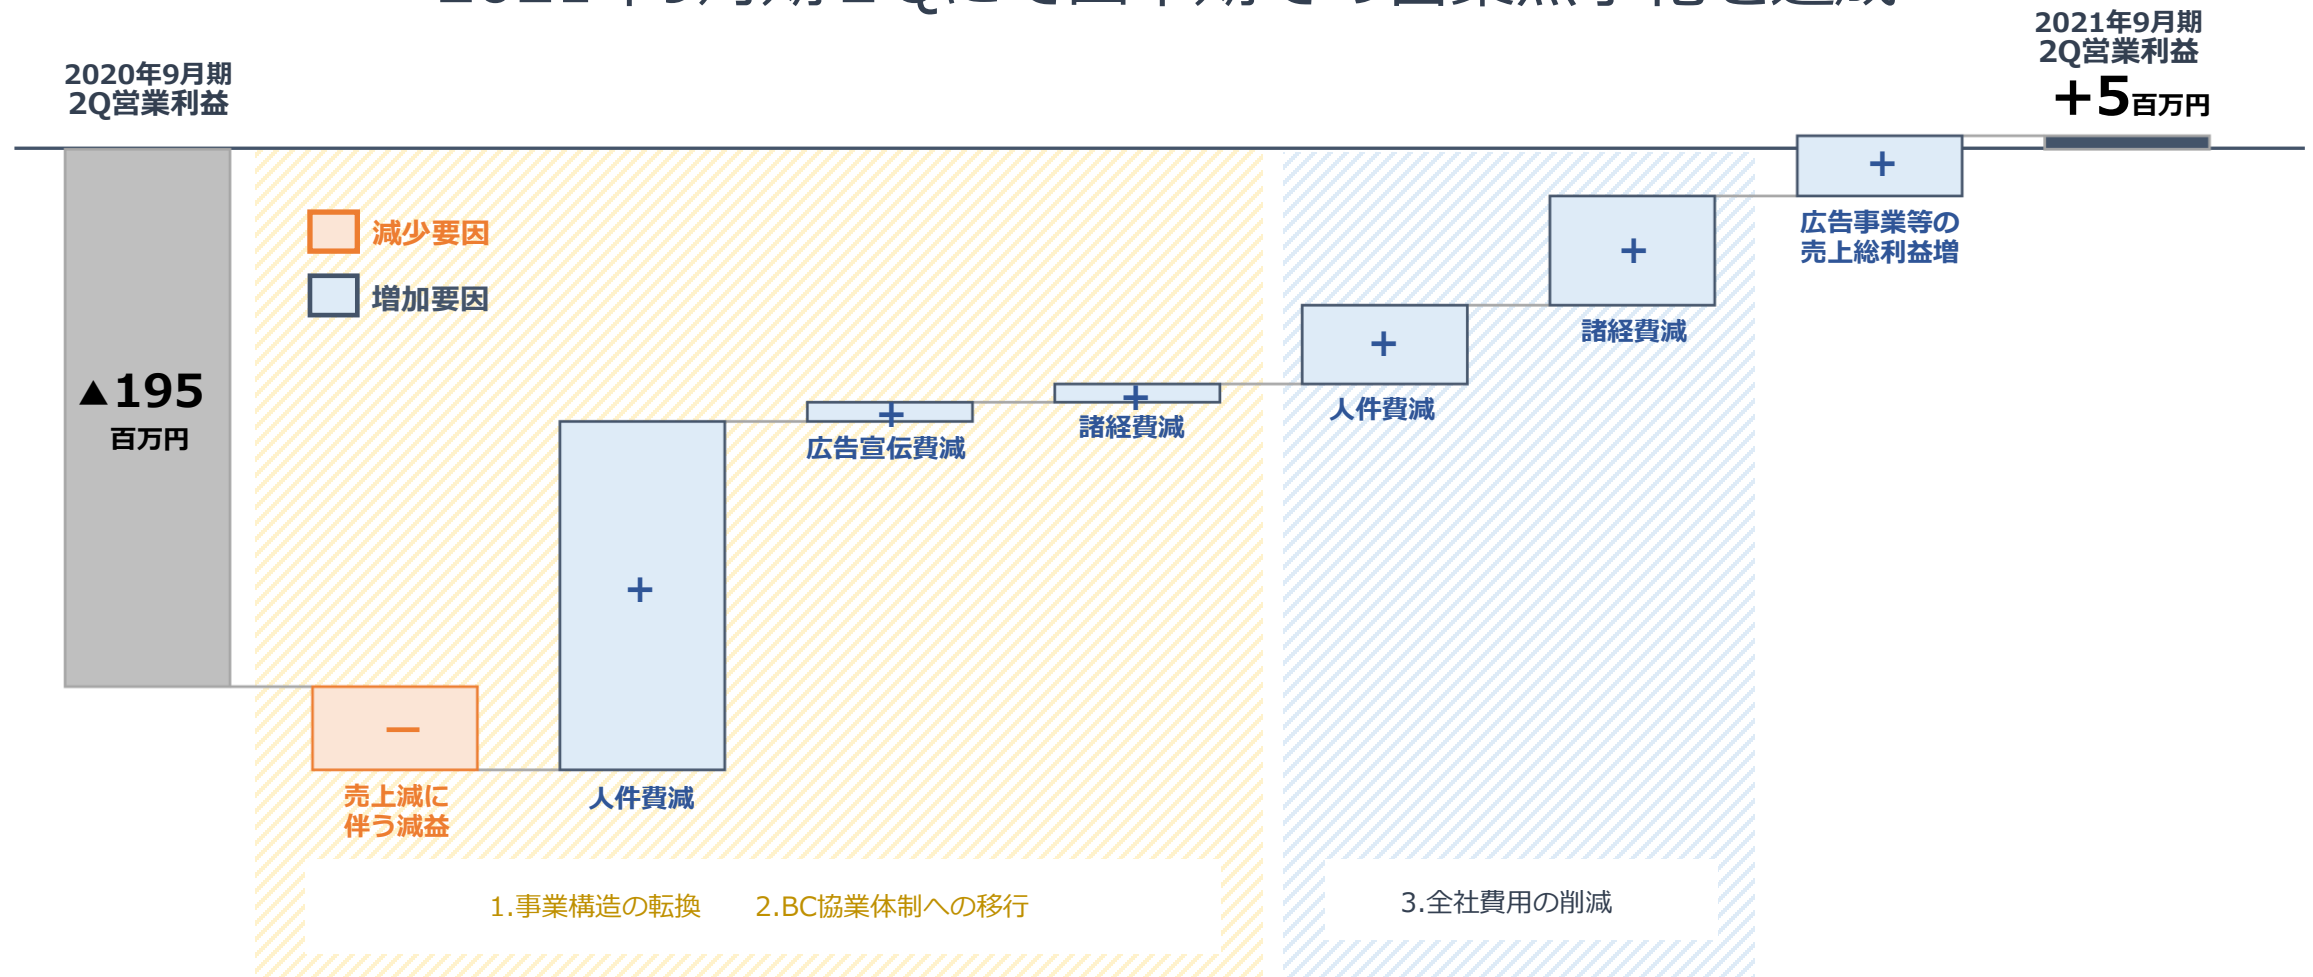 2020年9月期
2Q営業利益
2021年9月期
2Q営業利益
+5百万円
減少要因
増加要因
▲195
百万円
売上減に
伴う減益
人件費減
広告宣伝費減
諸経費減
人件費減
諸経費減
広告事業等の
売上総利益増
1.事業構造の転換 2.BC協業体制への移行
3.全社費用の削減